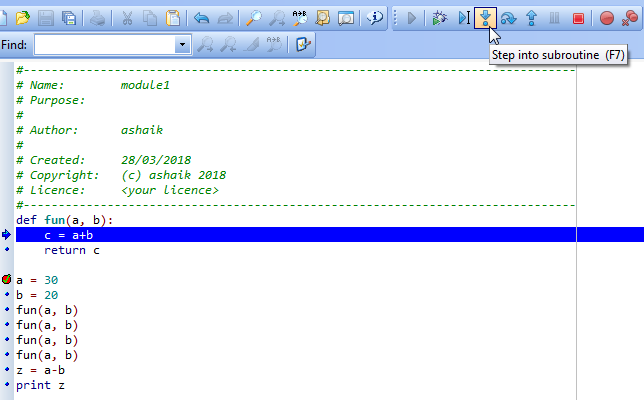 Find:
Step into subroutine (F7)
#-------------------------------------------------------------------------------
# Name:        module1
# Purpose:
#
# Author:      ashaik
#
# Created:     28/03/2018
# Copyright:   (c) ashaik 2018
# Licence:     <your licence>
#-------------------------------------------------------------------------------
def fun(a, b):
    c = a+b
    return c

a = 30
b = 20
fun(a, b)
fun(a, b)
fun(a, b)
fun(a, b)
z = a-b
print z